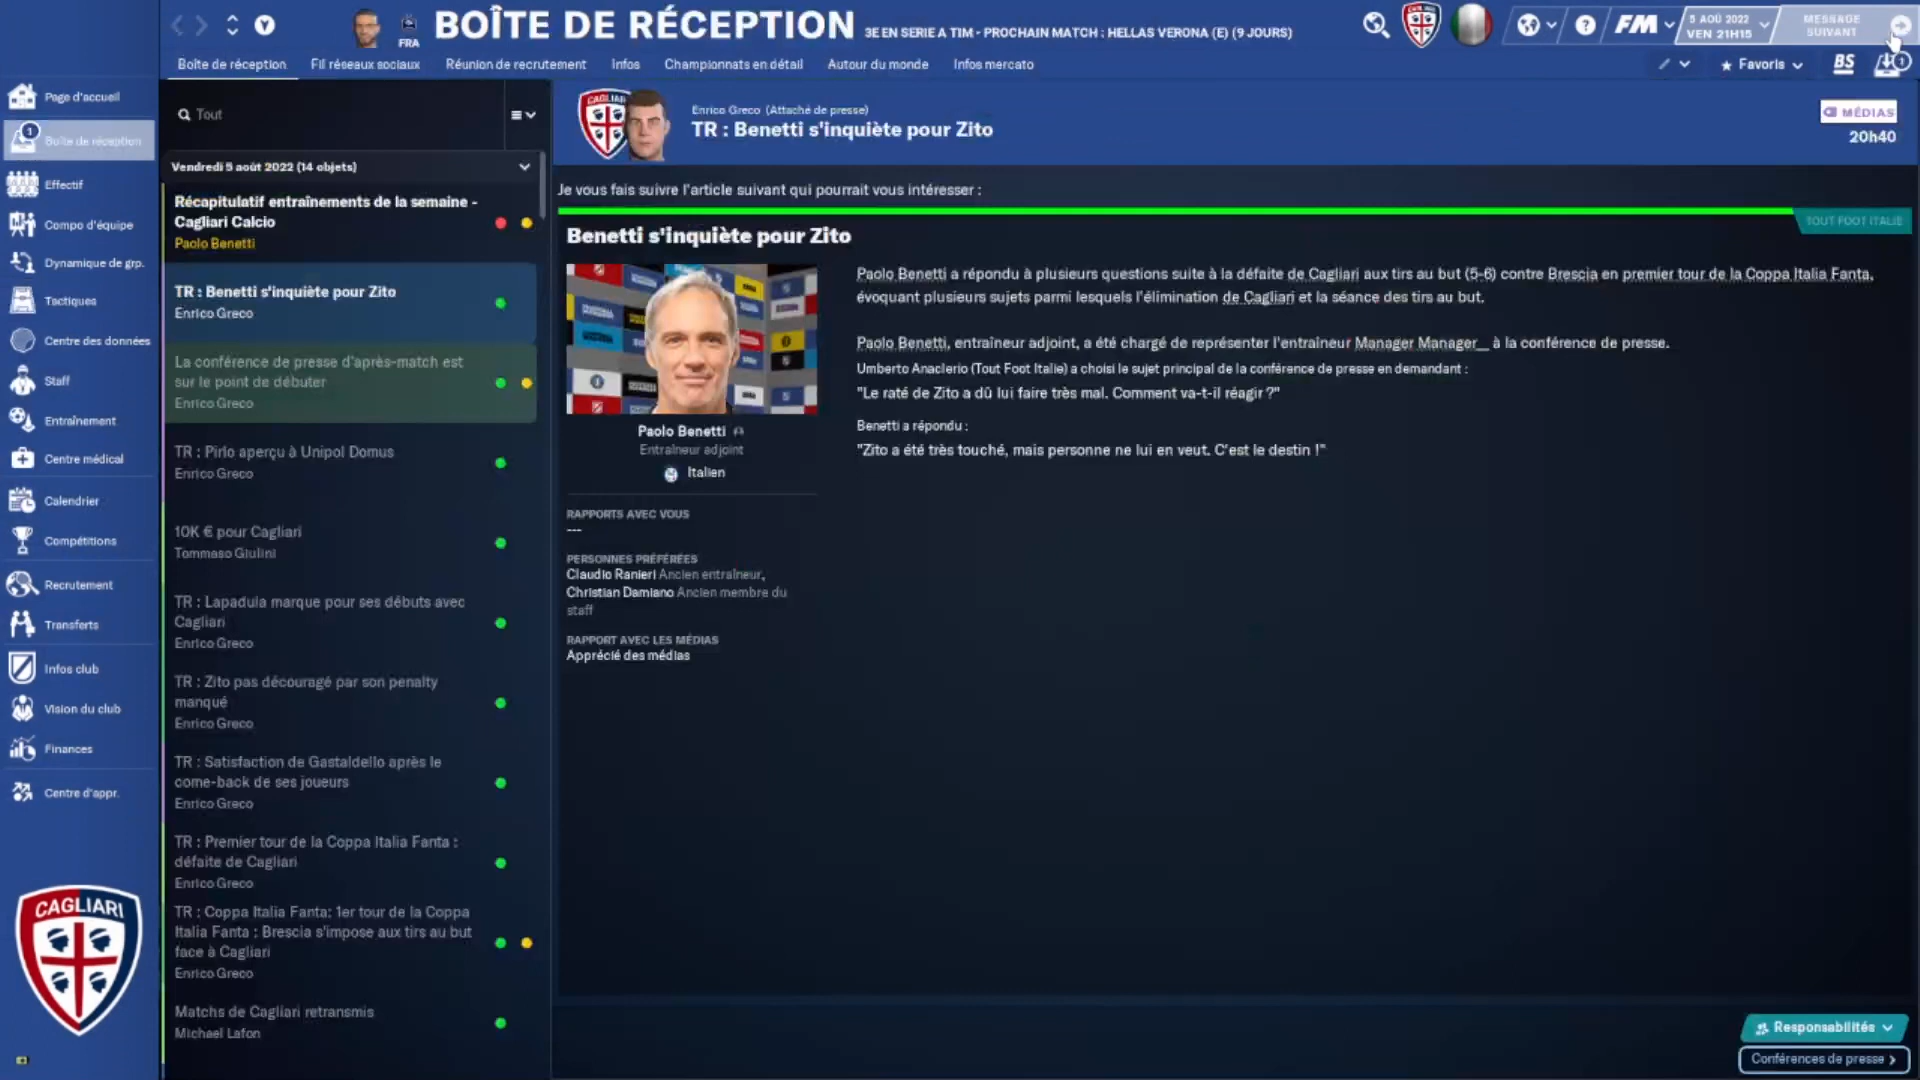 BOÎTE DE RÉCEPTION
3E EN SERIE A TIM - PROCHAIN MATCH : HELLAS VERONA (E) (9 JOURS)
FRA
FM
5 AOÛ 2022
VEN 21H15
MESSAGE
SUIVANT
Boîte de réception
Fil réseaux sociaux
Réunion de recrutement
Infos
Championnats en détail
Autour du monde
Infos mercato
Favoris
BS
1
Page d'accueil
1
Boîte de réception
Effectif
Compo d'équipe
Dynamique de grp.
Tactiques
Centre des données
Staff
Entraînement
Centre médical
Calendrier
Compétitions
Recrutement
Transferts
Infos club
Vision du club
Finances
Centre d'appr.
CAGLIARI
Tout
Vendredi 5 août 2022 (14 objets)
Récapitulatif entraînements de la semaine -
Cagliari Calcio
Paolo Benetti
TR : Benetti s'inquiète pour Zito
Enrico Greco
La conférence de presse d'après-match est
sur le point de débuter
Enrico Greco
TR : Pirlo aperçu à Unipol Domus
Enrico Greco
10K € pour Cagliari
Tommaso Giulini
TR : Lapadula marque pour ses débuts avec
Cagliari
Enrico Greco
TR : Zito pas découragé par son penalty
manqué
Enrico Greco
TR : Satisfaction de Gastaldello après le
come-back de ses joueurs
Enrico Greco
TR : Premier tour de la Coppa Italia Fanta :
défaite de Cagliari
Enrico Greco
TR : Coppa Italia Fanta: 1er tour de la Coppa
Italia Fanta : Brescia s'impose aux tirs au but
face à Cagliari
Enrico Greco
Matchs de Cagliari retransmis
Michael Lafon
CAGLIARI
Enrico Greco (Attaché de presse)
TR : Benetti s'inquiète pour Zito
MÉDIAS
20h40
Je vous fais suivre l'article suivant qui pourrait vous intéresser :
TOUT FOOT ITALIE
Benetti s'inquiète pour Zito
Paolo Benetti a répondu à plusieurs questions suite à la défaite de Cagliari aux tirs au but (5-6) contre Brescia en premier tour de la Coppa Italia Fanta,
évoquant plusieurs sujets parmi lesquels l'élimination de Cagliari et la séance des tirs au but.
Paolo Benetti, entraîneur adjoint, a été chargé de représenter l'entraîneur Manager Manager_ à la conférence de presse.
Umberto Anaclerio (Tout Foot Italie) a choisi le sujet principal de la conférence de presse en demandant :
"Le raté de Zito a dû lui faire très mal. Comment va-t-il réagir ?"
Benetti a répondu :
"Zito a été très touché, mais personne ne lui en veut. C'est le destin !"
Paolo Benetti
Entraîneur adjoint
Italien
RAPPORTS AVEC VOUS
---
PERSONNES PRÉFÉRÉES
Claudio Ranieri Ancien entraîneur,
Christian Damiano Ancien membre du
staff
RAPPORT AVEC LES MÉDIAS
Apprécié des médias
Responsabilités
Conférences de presse